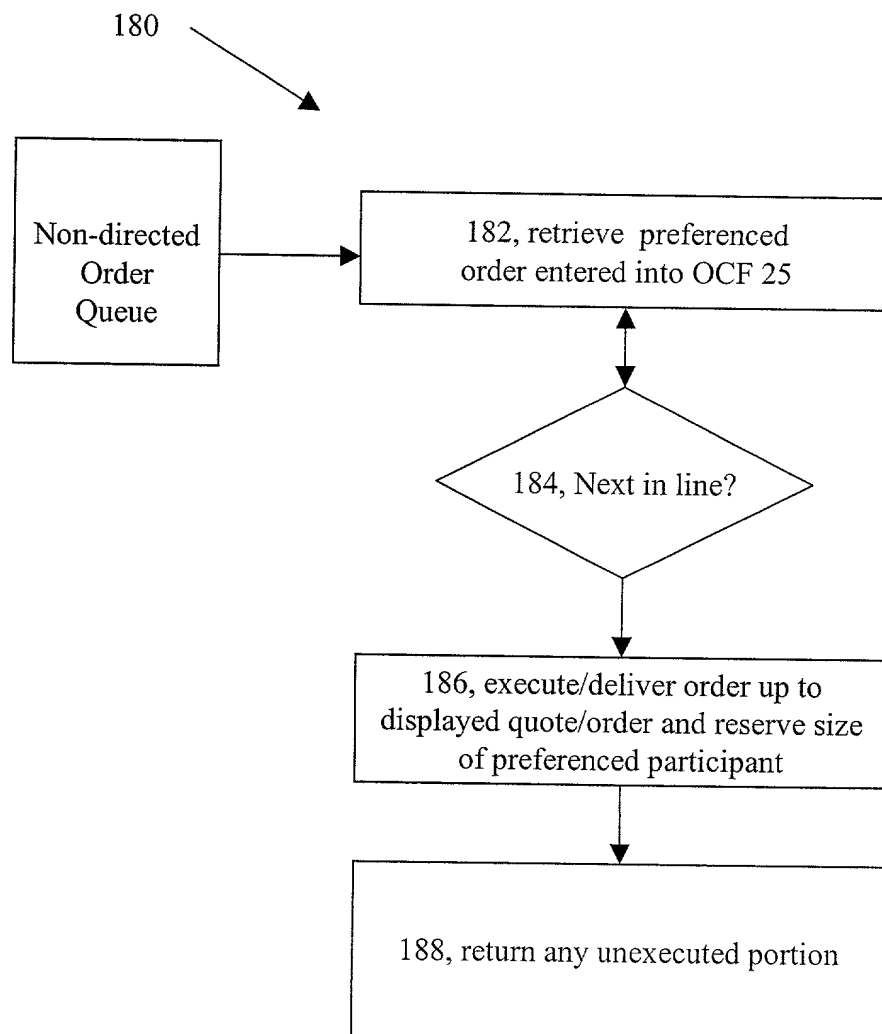 180
Non-directed
Order
Queue
182, retrieve preferenced
order entered into OCF 25
184, Next in line?
186, execute/deliver order up to
displayed quote/order and reserve size
of preferenced participant
188, return any unexecuted portion